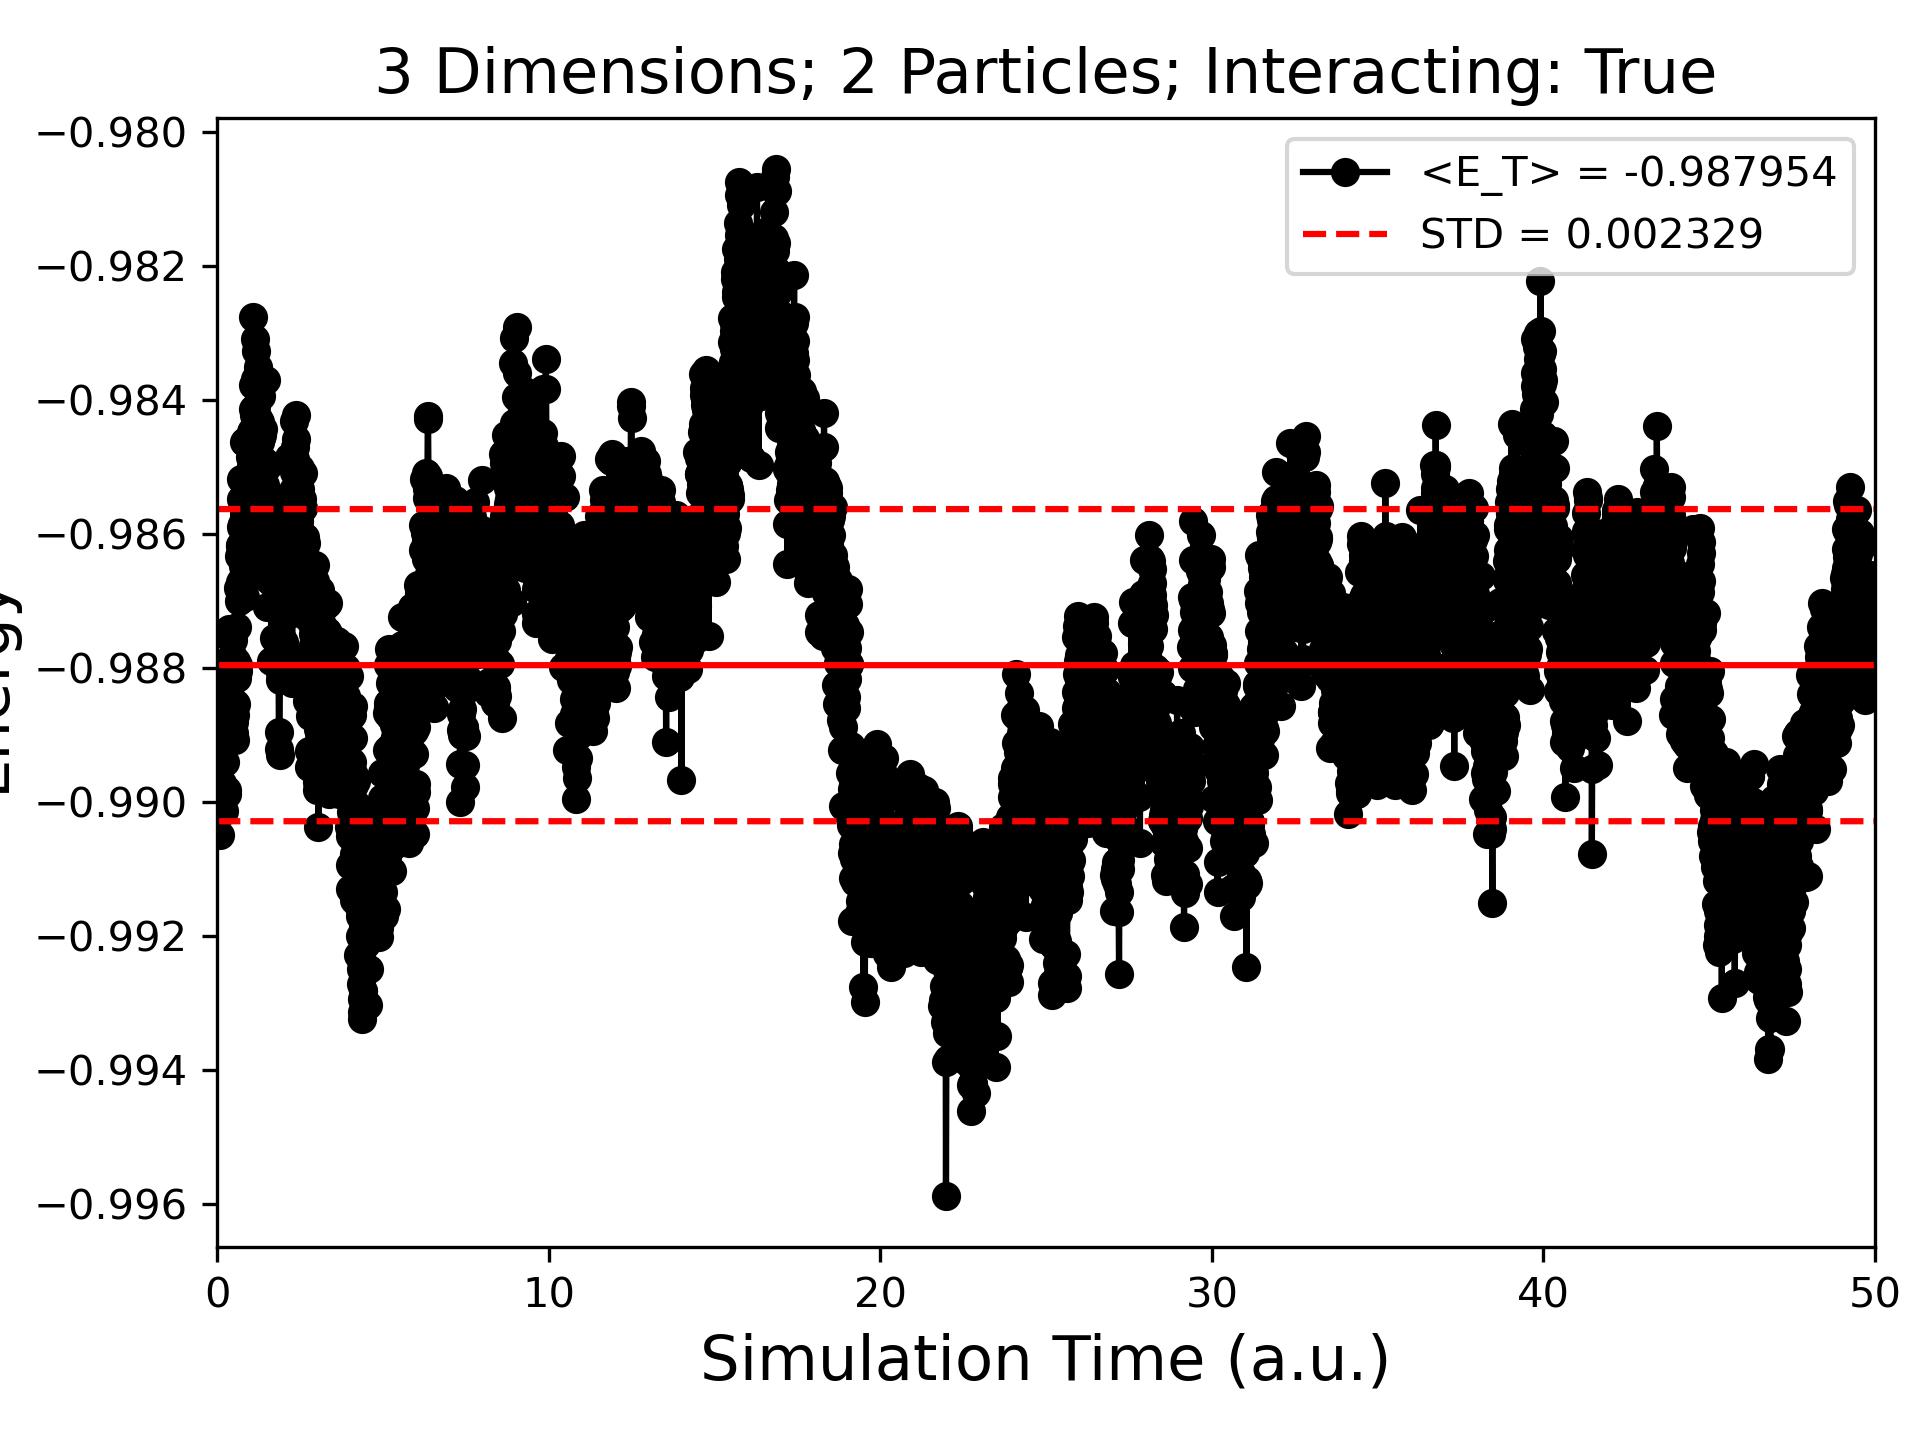 3 Dimensions; 2 Particles; Interacting: True
<E_T> = -0.987954
STD = 0.002329
−0.980
−0.982
−0.984
−0.986
−0.988
−0.990
−0.992
−0.994
−0.996
Energy
0 10 20 30 40 50
Simulation Time (a.u.)